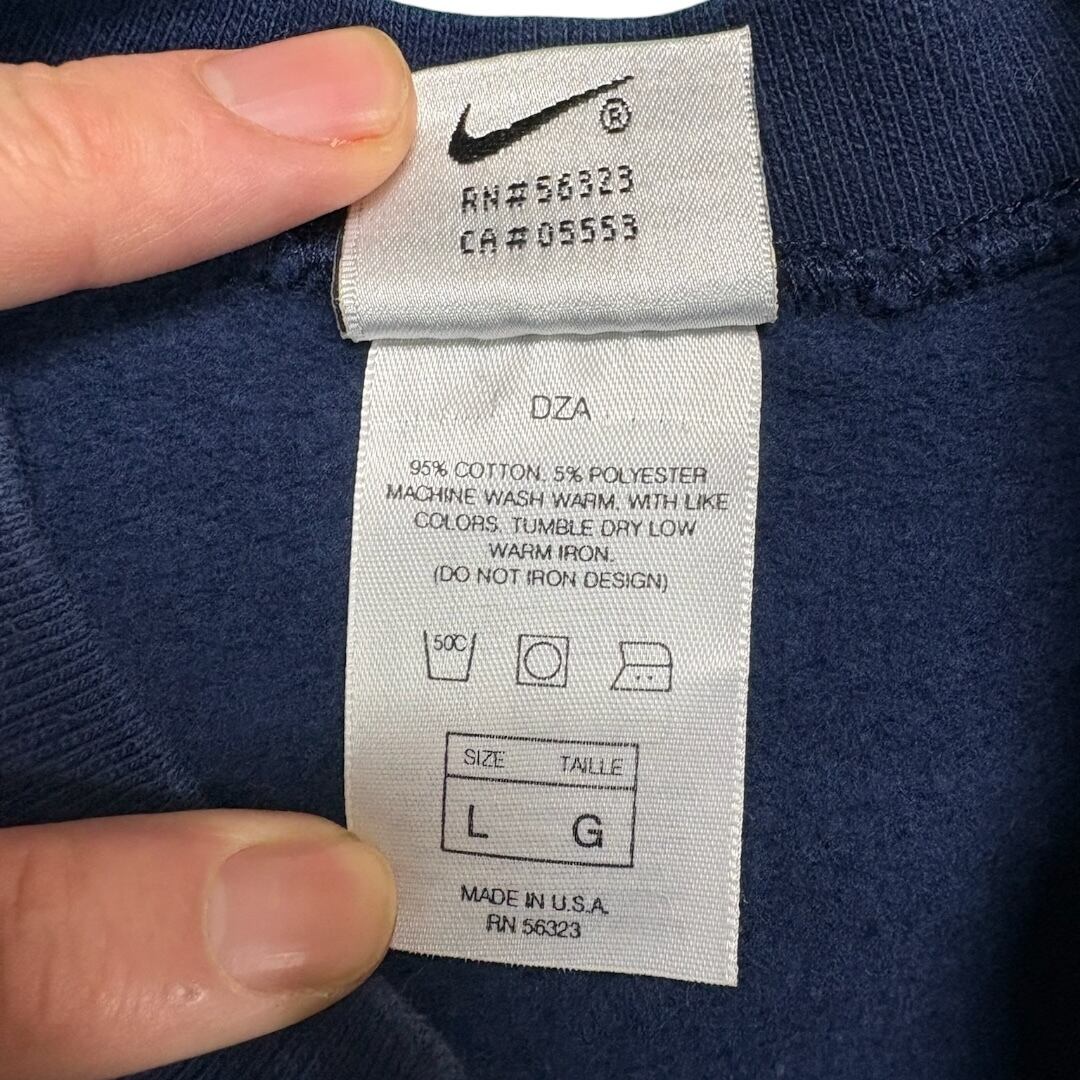 ®
RN#56323
CA#05553
DZA
95% COTTON. 5% POLYESTER
MACHINE WASH WARM, WITH LIKE
COLORS. TUMBLE DRY LOW
WARM IRON.
(DO NOT IRON DESIGN)
50C
SIZE TAILLE
L G
MADE IN U.S.A.
RN 56323